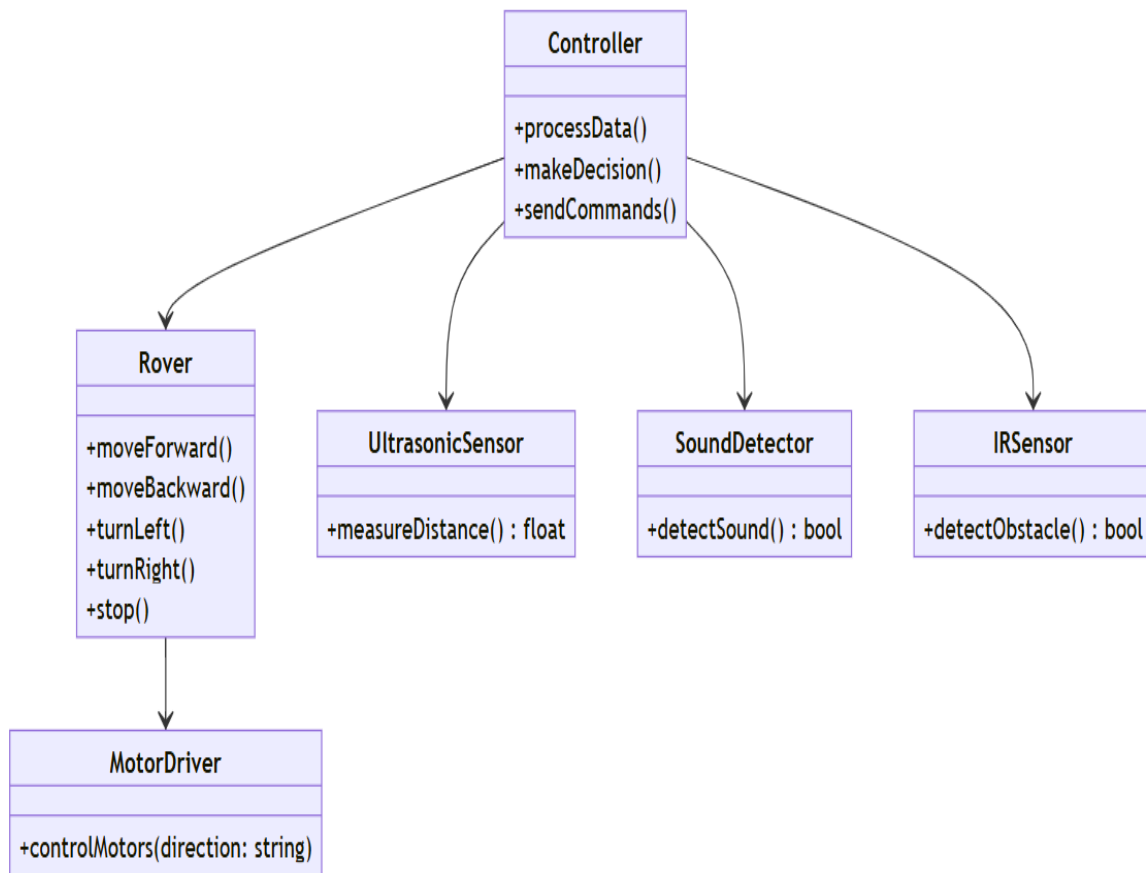 Controller
+processData()
+makeDecision()
+sendCommands()
Rover
+moveForward()
+moveBackward()
+turnLeft()
+turnRight()
+stop()
UltrasonicSensor
+measureDistance() : float
SoundDetector
+detectSound() : bool
IRSensor
+detectObstacle() : bool
MotorDriver
+controlMotors(direction: string)